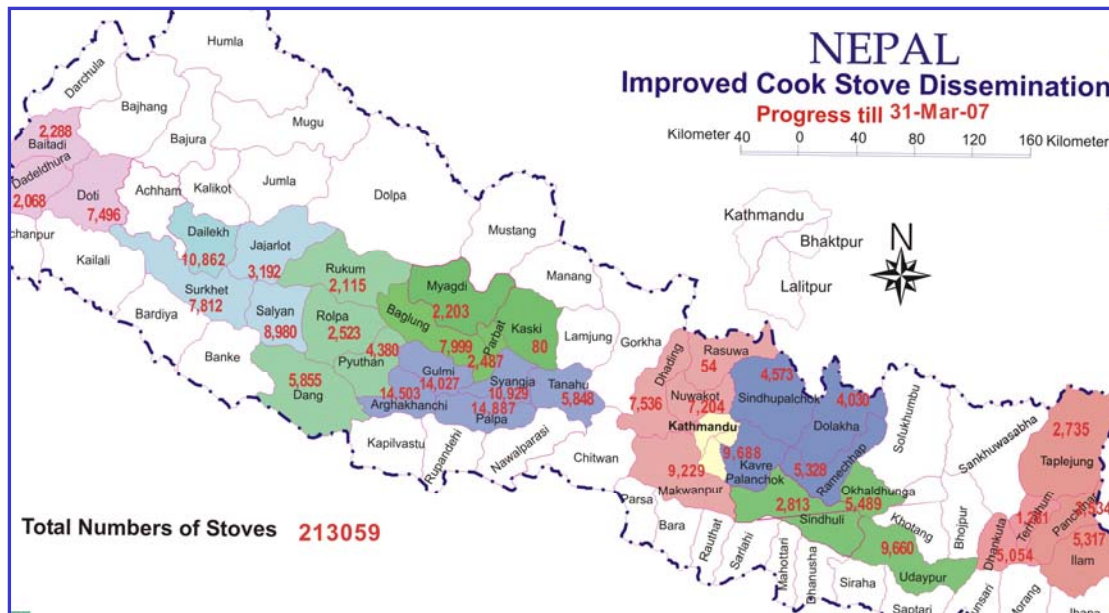 NEPAL
Improved Cook Stove Dissemination
Progress till 31-Mar-07
Kilometer 40 0 40 80 120 160 Kilometer
Humla
Darchula
Bajhang
Mugu
Bajura
2,288
Baitadi
Dadeldhura
2,068
Doti
7,496
Achham
Kalikot
Jumla
Dolpa
chanpur
Kailali
Dailekh
10,862
Jajarlot
3,192
Surkhet
7,812
Salyan
8,980
Bardiya
Banke
Rukum
2,115
Rolpa
2,523
Pyuthan
4,380
5,855
Dang
Mustang
Manang
Myagdi
2,203
Baglung
7,999
Parbat
2,487
Kaski
80
Lamjung
Gorkha
Gulmi
14,027
14,503
Arghakhanchi
Syangja
10,929
14,887
Palpa
Tanahu
5,848
Kapilvastu
Rupandehi
Nawalparasi
Chitwan
Kathmandu
Bhaktpur
Lalitpur
N
Dhading
7,536
Rasuwa
54
Nuwakot
7,204
Kathmandu
4,573
Sindhupalchok
4,030
Dolakha
9,688
Kavre
Palanchok
5,328
Ramechhap
9,229
Makwanpur
Solukhumbu
Sankhuwasabha
2,735
Taplejung
Okhaldhunga
5,489
2,813
Sindhuli
Khotang
Bhojpur
9,660
Udaypur
Dhankuta
5,054
Panchthar
5,317
Ilam
Parsa
Bara
Rauthat
Sarlahi
Mahottari
Dhanusha
Siraha
Saptari
Total Numbers of Stoves 213059